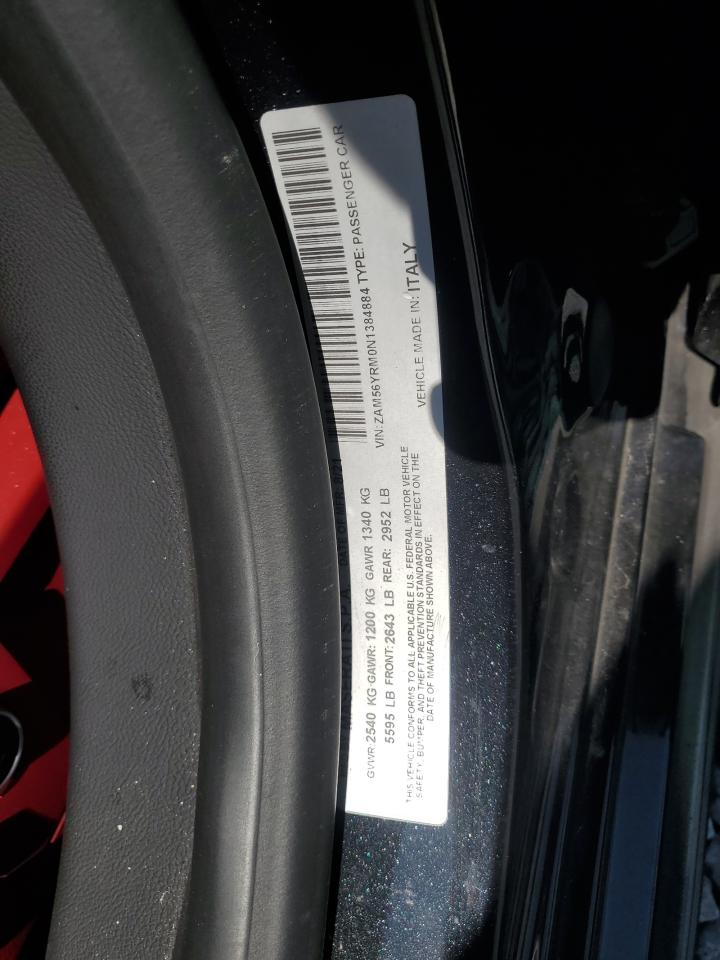 GVWR: 2540 KG GAWR: 1200 KG GAWR 1340 KG
5595 LB FRONT: 2643 LB REAR: 2952 LB
THIS VEHICLE CONFORMS TO ALL APPLICABLE U.S. FEDERAL MOTOR VEHICLE
SAFETY, BUMPER, AND THEFT PREVENTION STANDARDS IN EFFECT ON THE
DATE OF MANUFACTURE SHOWN ABOVE.
VIN: ZAM56YRM0N1384884 TYPE: PASSENGER CAR
VEHICLE MADE IN: ITALY